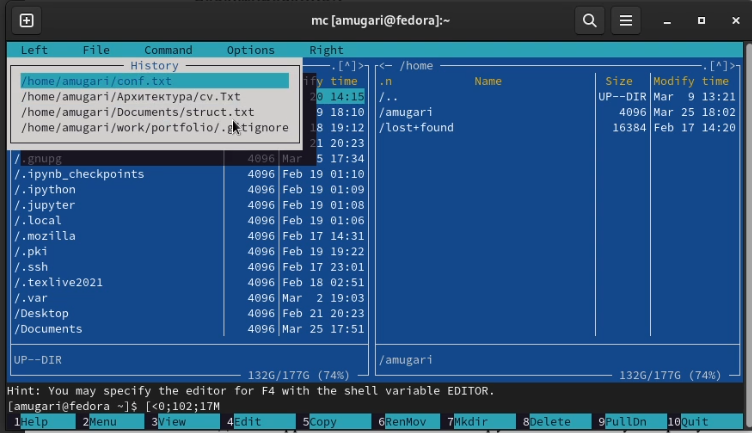 mc [amugari@fedora]:~
Left File Command Options Right
History
/home/amugari/conf.txt
/home/amugari/Архитектура/cv.Txt
/home/amugari/Documents/struct.txt
/home/amugari/work/portfolio/.gitignore
.[^]> <─ /home .[^]>
ify time .n Name Size Modify time
0 14:15 /.. UP--DIR Mar 9 13:21
9 18:10 /amugari 4096 Mar 25 18:02
8 19:12 /lost+found 16384 Feb 17 14:20
21 20:23
/.gnupg 4096 Mar 5 17:34
/.ipynb_checkpoints 4096 Feb 19 01:10
/.ipython 4096 Feb 19 01:09
/.jupyter 4096 Feb 19 01:08
/.local 4096 Feb 19 01:06
/.mozilla 4096 Feb 17 14:31
/.pki 4096 Feb 19 19:22
/.ssh 4096 Feb 17 23:01
/.texlive2021 4096 Feb 18 02:51
/.var 4096 Mar 2 19:03
/Desktop 4096 Feb 21 20:23
/Documents 4096 Mar 25 17:51
UP--DIR /amugari
132G/177G (74%) 132G/177G (74%)
Hint: You may specify the editor for F4 with the shell variable EDITOR.
[amugari@fedora ~]$ [<0;102;17M
1Help 2Menu 3View 4Edit 5Copy 6RenMov 7Mkdir 8Delete 9PullDn 10Quit